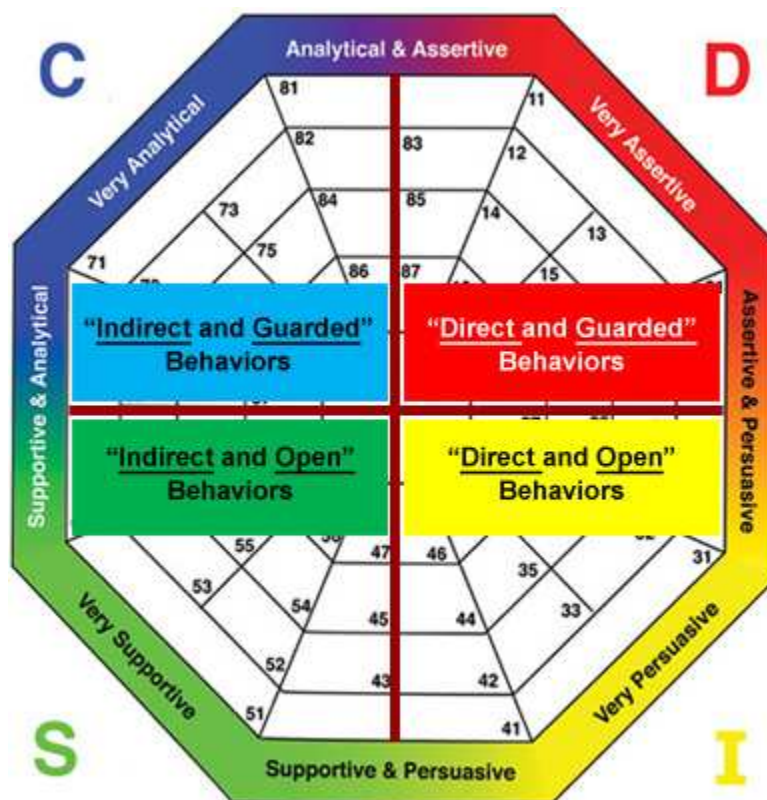 C
Analytical & Assertive
D
Very Analytical
Very Assertive
81
11
82
83
12
73
84
85
14
13
75
71
86
87
15
Supportive & Analytical
Assertive & Persuasive
“Indirect and Guarded”
Behaviors
“Direct and Guarded”
Behaviors
“Indirect and Open”
Behaviors
“Direct and Open”
Behaviors
55
47
46
35
31
53
33
54
45
44
52
43
42
51
41
Very Supportive
Very Persuasive
S
Supportive & Persuasive
I